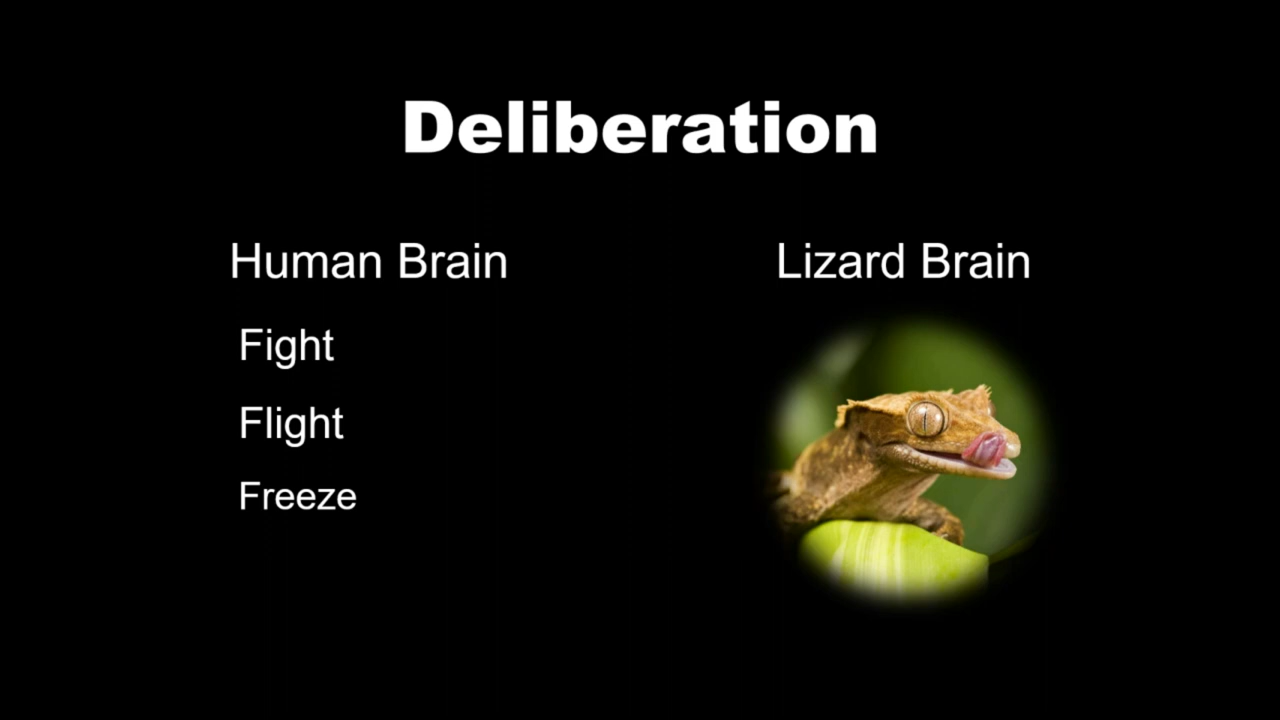 Deliberation
Human Brain
Lizard Brain
Fight
Flight
Freeze